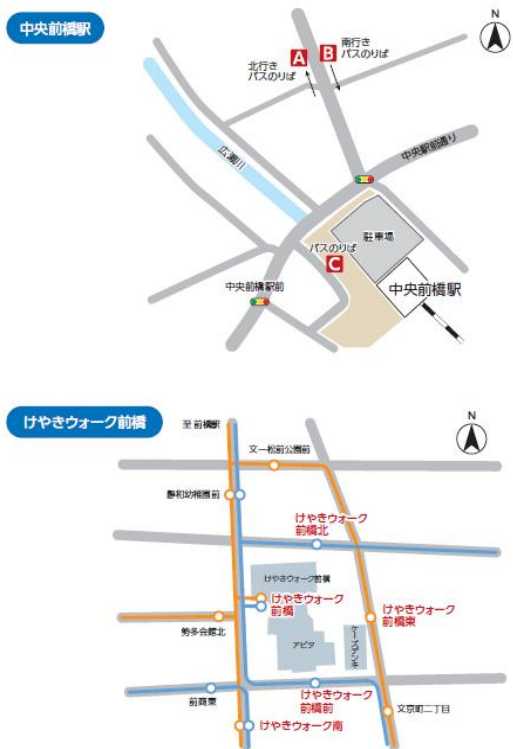 中央前橋駅
N
A
B
南行き
バスのりば
北行き
バスのりば
広瀬川
中央駅前通り
駐車場
バスのりば
C
中央前橋駅
中央前橋駅前
けやきウォーク前橋
N
至 前橋駅
文一松前公園前
静和幼稚園前
けやきウォーク
前橋北
けやきウォーク前橋
けやきウォーク
前橋
けやきウォーク
前橋東
勢多会館北
アピタ
ケーズデンキ
けやきウォーク
前橋前
前商東
文京町二丁目
けやきウォーク南